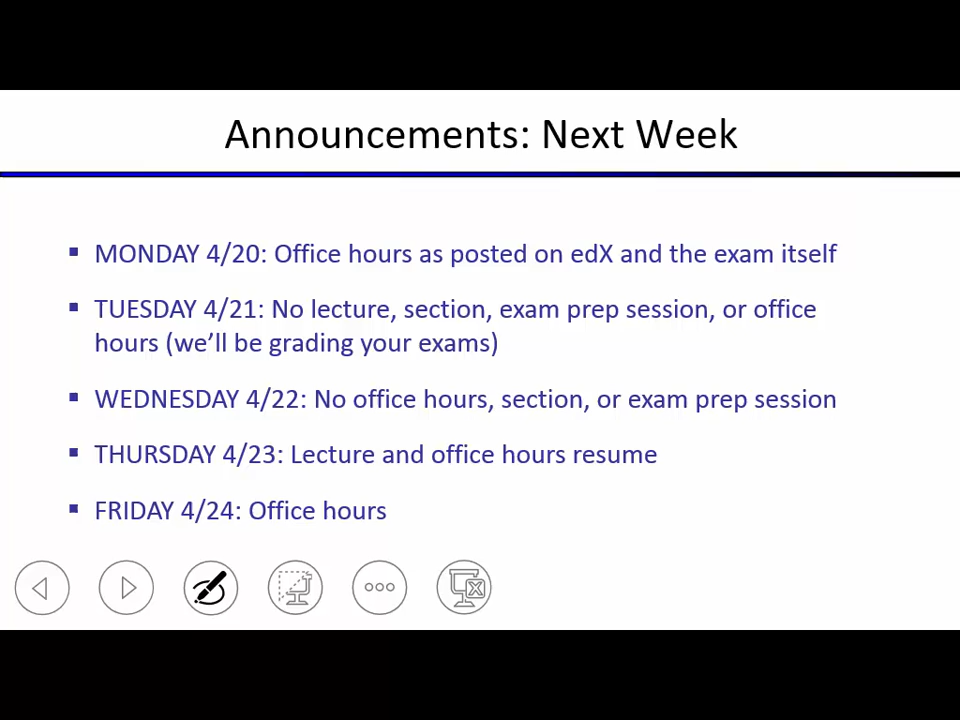 Announcements: Next Week
▪ MONDAY 4/20: Office hours as posted on edX and the exam itself
▪ TUESDAY 4/21: No lecture, section, exam prep session, or office
hours (we'll be grading your exams)
▪ WEDNESDAY 4/22: No office hours, section, or exam prep session
▪ THURSDAY 4/23: Lecture and office hours resume
▪ FRIDAY 4/24: Office hours